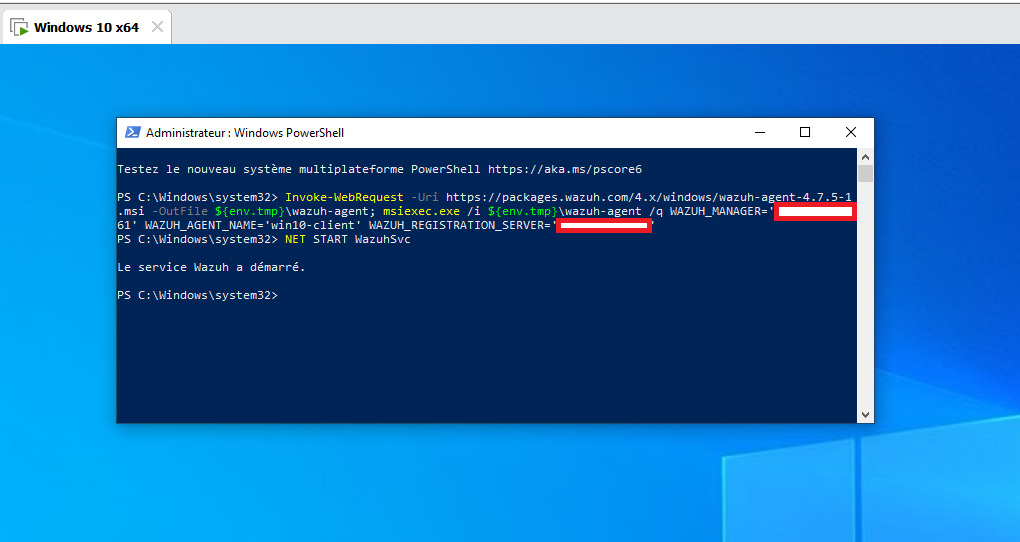 Windows 10 x64
Administrateur : Windows PowerShell
Testez le nouveau système multiplateforme PowerShell https://aka.ms/pscore6
PS C:\Windows\system32> Invoke-WebRequest -Uri https://packages.wazuh.com/4.x/windows/wazuh-agent-4.7.5-1
.msi -OutFile ${env.tmp}\wazuh-agent; msiexec.exe /i ${env.tmp}\wazuh-agent /q WAZUH_MANAGER='
61' WAZUH_AGENT_NAME='win10-client' WAZUH_REGISTRATION_SERVER=' '
PS C:\Windows\system32> NET START WazuhSvc
Le service Wazuh a démarré.
PS C:\Windows\system32>